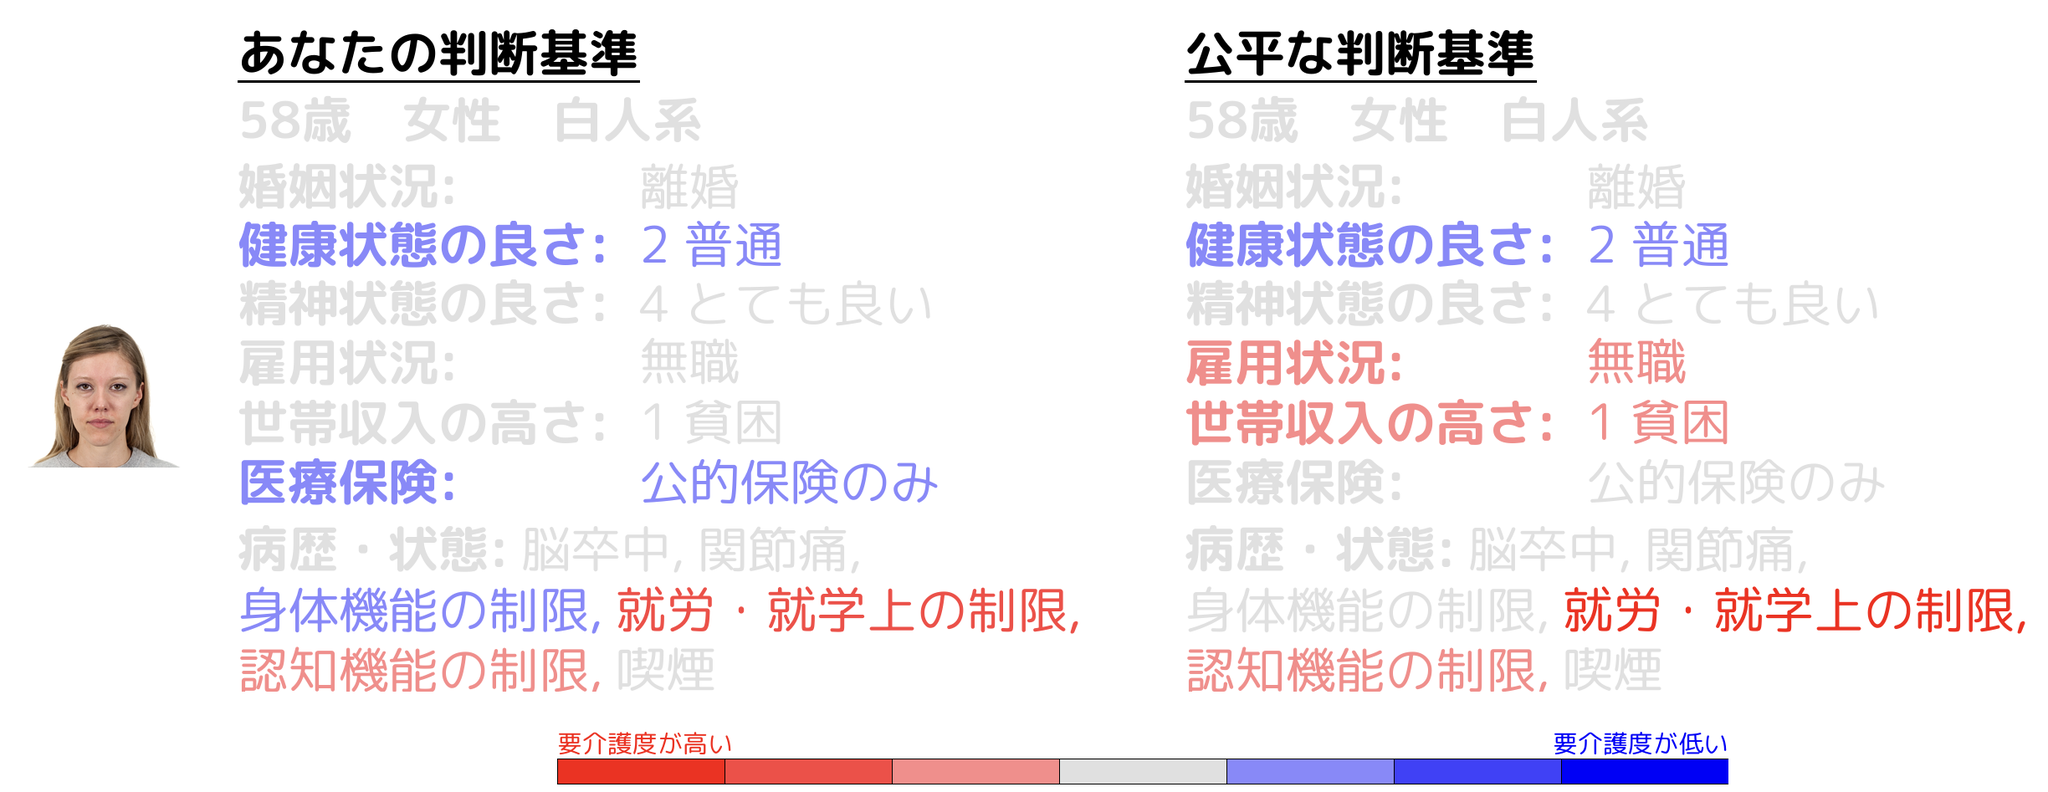 あなたの判断基準
58歳 女性 白人系
婚姻状況: 離婚
健康状態の良さ: 2 普通
精神状態の良さ: 4 とても良い
雇用状況: 無職
世帯収入の高さ: 1 貧困
医療保険: 公的保険のみ
病歴・状態: 脳卒中, 関節痛,
身体機能の制限, 就労・就学上の制限,
認知機能の制限, 喫煙
公平な判断基準
58歳 女性 白人系
婚姻状況: 離婚
健康状態の良さ: 2 普通
精神状態の良さ: 4 とても良い
雇用状況: 無職
世帯収入の高さ: 1 貧困
医療保険: 公的保険のみ
病歴・状態: 脳卒中, 関節痛,
身体機能の制限, 就労・就学上の制限,
認知機能の制限, 喫煙
要介護度が高い
要介護度が低い